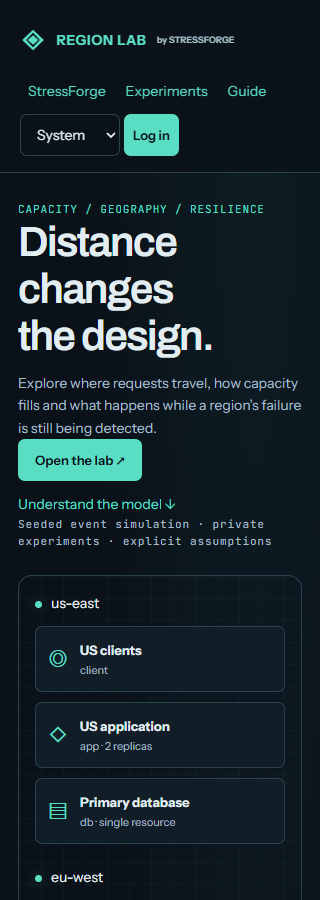 REGION LAB by STRESSFORGE
StressForge Experiments Guide
System Log in
CAPACITY / GEOGRAPHY / RESILIENCE
Distance
changes
the design.
Explore where requests travel, how capacity
fills and what happens while a region's failure
is still being detected.
Open the lab ↗
Understand the model ↓
Seeded event simulation · private
experiments · explicit assumptions
us-east
US clients
client
US application
app · 2 replicas
Primary database
db · single resource
eu-west